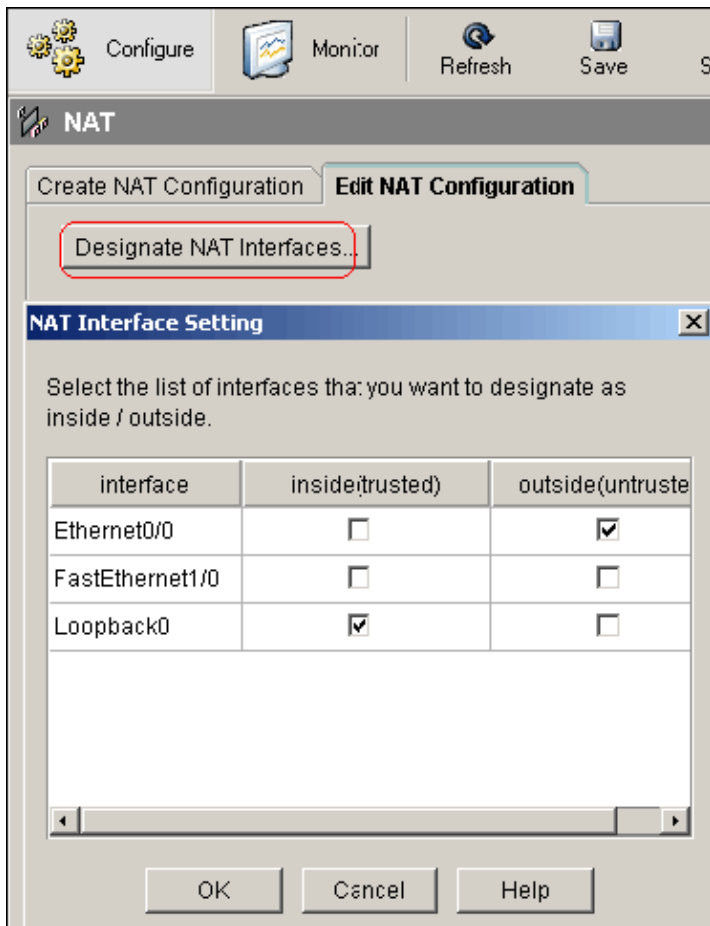 Configure
Monitor
Refresh
Save
S
NAT
Create NAT Configuration
Edit NAT Configuration
Designate NAT Interfaces...
NAT Interface Setting
Select the list of interfaces that you want to designate as
inside / outside.
interface inside(trusted) outside(untruste
Ethernet0/0
FastEthernet1/0
Loopback0
OK Cancel Help